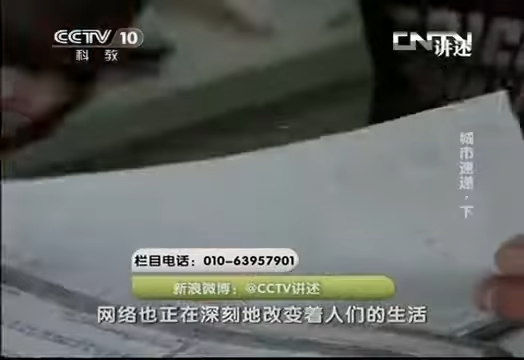 CCTV 10
科教
CNTV
讲述
城市速递·下
栏目电话：010-63957901
新浪微博：@CCTV讲述
网络也正在深刻地改变着人们的生活